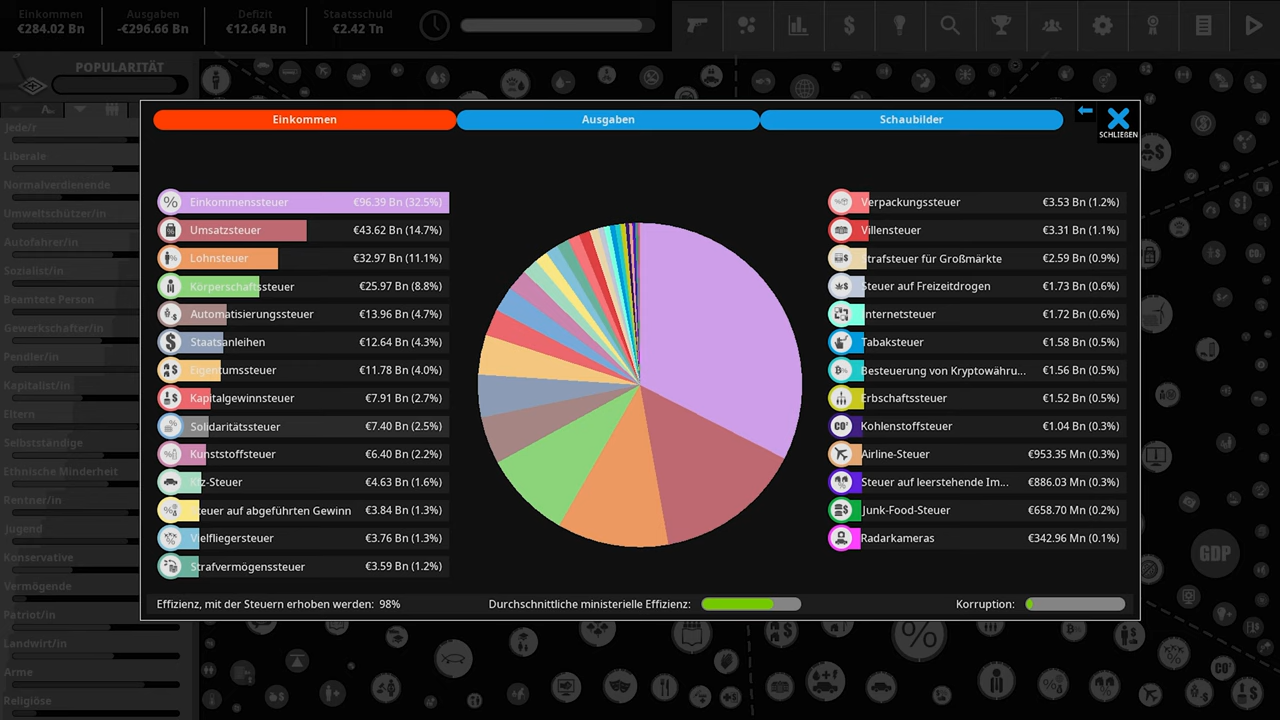 Einkommen
€284.02 Bn
Ausgaben
-€296.66 Bn
Defizit
€12.64 Bn
Staatsschuld
€2.42 Tn
POPULARITÄT
Jede/r
Liberale
Normalverdienende
Umweltschützer/in
Autofahrer/in
Sozialist/in
Beamtete Person
Gewerkschafter/in
Pendler/in
Kapitalist/in
Eltern
Selbstständige
Ethnische Minderheit
Rentner/in
Jugend
Konservative
Vermögende
Patriot/in
Landwirt/in
Arme
Religiöse
Einkommen
Ausgaben
Schaubilder
SCHLIEßEN
Einkommenssteuer €96.39 Bn (32.5%)
Umsatzsteuer €43.62 Bn (14.7%)
Lohnsteuer €32.97 Bn (11.1%)
Körperschaftssteuer €25.97 Bn (8.8%)
Automatisierungssteuer €13.96 Bn (4.7%)
Staatsanleihen €12.64 Bn (4.3%)
Eigentumssteuer €11.78 Bn (4.0%)
Kapitalgewinnsteuer €7.91 Bn (2.7%)
Solidaritätssteuer €7.40 Bn (2.5%)
Kunststoffsteuer €6.40 Bn (2.2%)
Kfz-Steuer €4.63 Bn (1.6%)
Steuer auf abgeführten Gewinn €3.84 Bn (1.3%)
Vielfliegersteuer €3.76 Bn (1.3%)
Strafvermögenssteuer €3.59 Bn (1.2%)
Verpackungssteuer €3.53 Bn (1.2%)
Villensteuer €3.31 Bn (1.1%)
Strafsteuer für Großmärkte €2.59 Bn (0.9%)
Steuer auf Freizeitdrogen €1.73 Bn (0.6%)
Internetsteuer €1.72 Bn (0.6%)
Tabaksteuer €1.58 Bn (0.5%)
Besteuerung von Kryptowähru... €1.56 Bn (0.5%)
Erbschaftssteuer €1.52 Bn (0.5%)
Kohlenstoffsteuer €1.04 Bn (0.3%)
Airline-Steuer €953.35 Mn (0.3%)
Steuer auf leerstehende Im... €886.03 Mn (0.3%)
Junk-Food-Steuer €658.70 Mn (0.2%)
Radarkameras €342.96 Mn (0.1%)
Effizienz, mit der Steuern erhoben werden: 98%
Durchschnittliche ministerielle Effizienz:
Korruption:
GDP